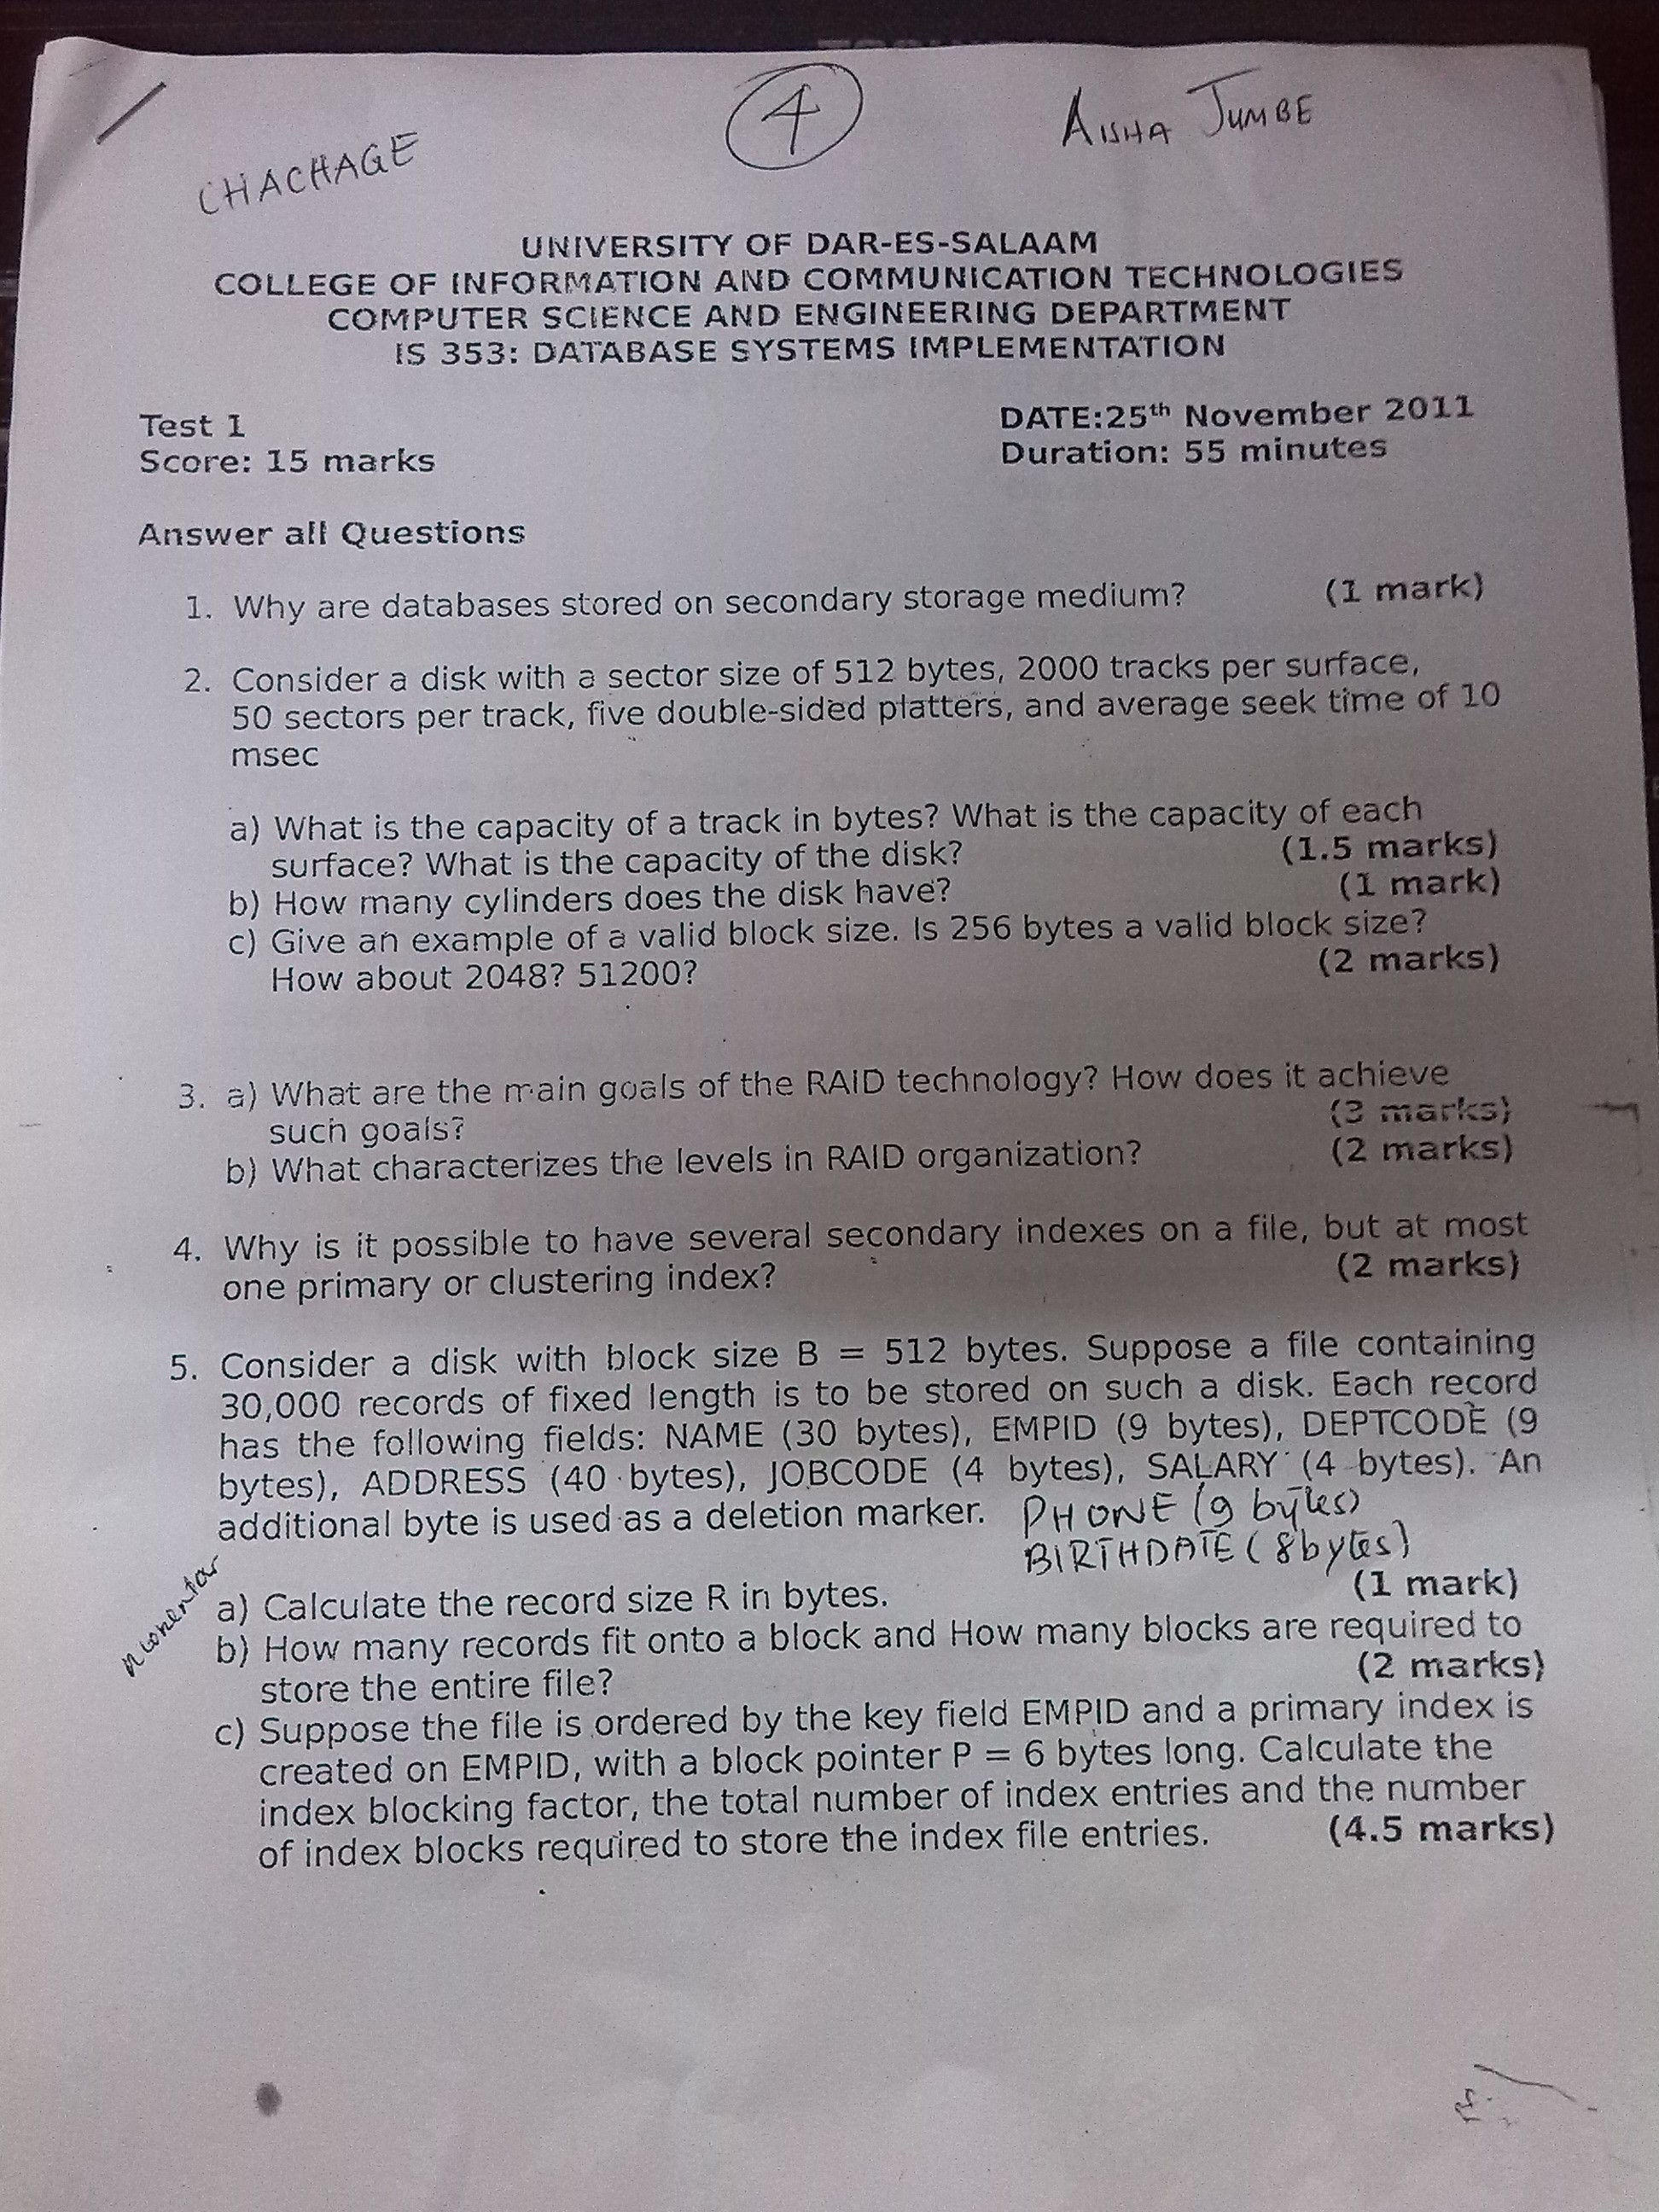 CHACHAGE
4
AISHA JUMBE
UNIVERSITY OF DAR-ES-SALAAM
COLLEGE OF INFORMATION AND COMMUNICATION TECHNOLOGIES
COMPUTER SCIENCE AND ENGINEERING DEPARTMENT
IS 353: DATABASE SYSTEMS IMPLEMENTATION
Test I DATE:25th November 2011
Score: 15 marks Duration: 55 minutes
Answer all Questions
1. Why are databases stored on secondary storage medium? (1 mark)
2. Consider a disk with a sector size of 512 bytes, 2000 tracks per surface,
50 sectors per track, five double-sided platters, and average seek time of 10
msec
a) What is the capacity of a track in bytes? What is the capacity of each
surface? What is the capacity of the disk? (1.5 marks)
b) How many cylinders does the disk have? (1 mark)
c) Give an example of a valid block size. Is 256 bytes a valid block size?
How about 2048? 51200? (2 marks)
3. a) What are the main goals of the RAID technology? How does it achieve
such goals? (3 marks)
b) What characterizes the levels in RAID organization? (2 marks)
4. Why is it possible to have several secondary indexes on a file, but at most
one primary or clustering index? (2 marks)
5. Consider a disk with block size B = 512 bytes. Suppose a file containing
30,000 records of fixed length is to be stored on such a disk. Each record
has the following fields: NAME (30 bytes), EMPID (9 bytes), DEPTCODE (9
bytes), ADDRESS (40 bytes), JOBCODE (4 bytes), SALARY (4 bytes). An
additional byte is used as a deletion marker. PHONE (9 bytes)
BIRTHDATE (8 bytes)
a) Calculate the record size R in bytes. (1 mark)
b) How many records fit onto a block and How many blocks are required to
store the entire file? (2 marks)
c) Suppose the file is ordered by the key field EMPID and a primary index is
created on EMPID, with a block pointer P = 6 bytes long. Calculate the
index blocking factor, the total number of index entries and the number
of index blocks required to store the index file entries. (4.5 marks)